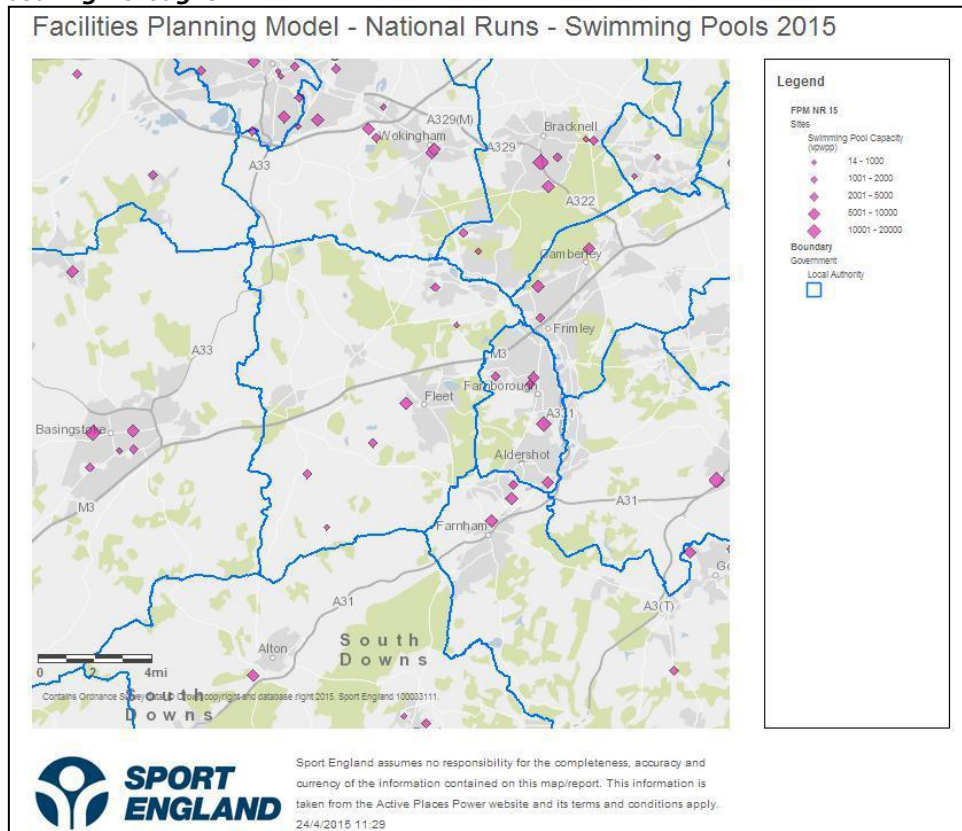 Facilities Planning Model - National Runs - Swimming Pools 2015
A329(M)
Wokingham
Bracknell
A329
A33
A322
Camberley
Frimley
A33
M3
Farnborough
Fleet
A331
Basingstoke
Aldershot
M3
A31
Farnham
A3(T)
A31
Alton
South
Downs
0 2 4mi
Contains Ordnance Survey data © Crown copyright and database right 2015. Sport England 100033111.
South
Downs
Legend
FPM NR 15
Sites
Swimming Pool Capacity
(vpwpp)
14 - 1000
1001 - 2000
2001 - 5000
5001 - 10000
10001 - 20000
Boundary
Government
Local Authority
SPORT
ENGLAND
Sport England assumes no responsibility for the completeness, accuracy and
currency of the information contained on this map/report. This information is
taken from the Active Places Power website and its terms and conditions apply.
24/4/2015 11:29